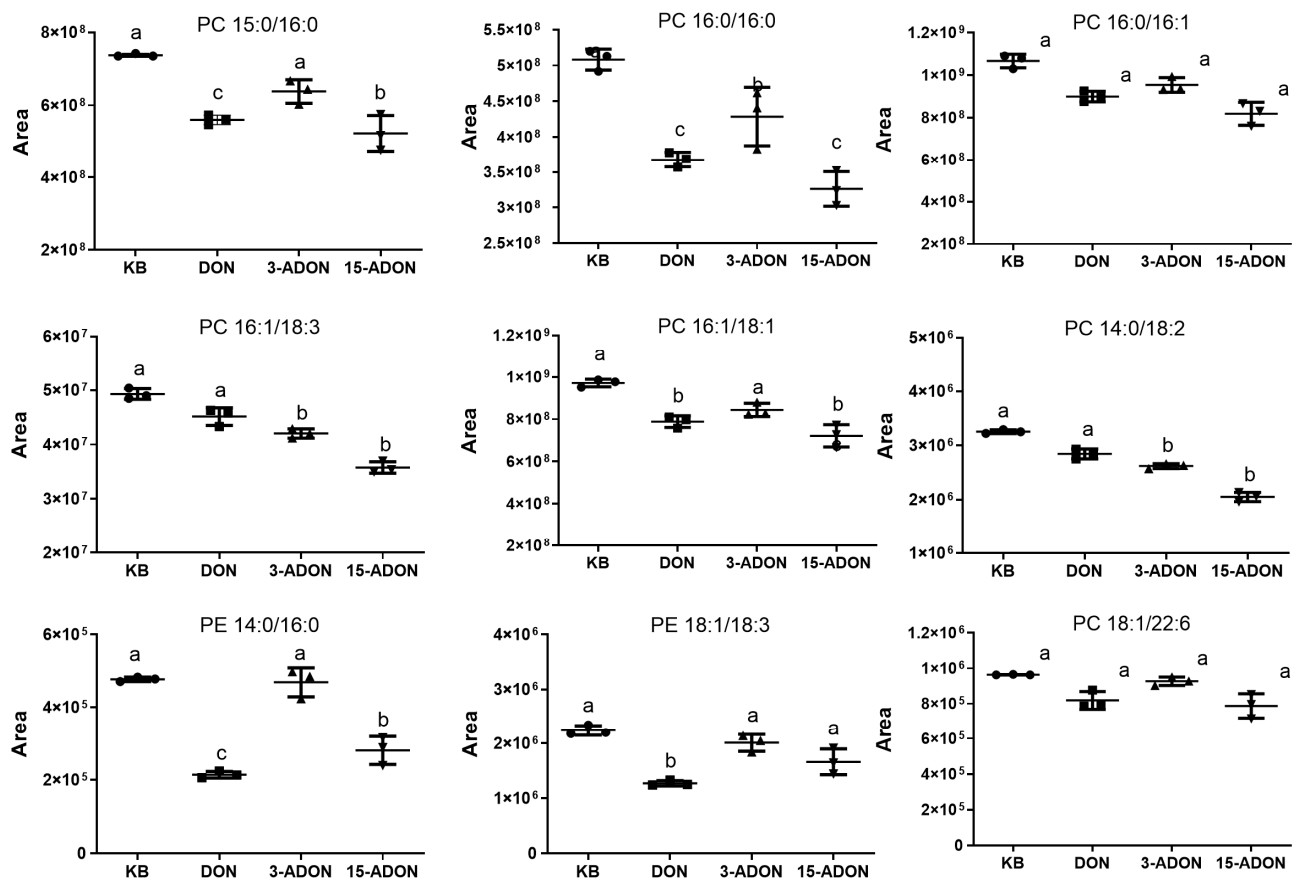 PC 15:0/16:0
Area
8×10⁸
6×10⁸
4×10⁸
2×10⁸
a
c
a
b
KB DON 3-ADON 15-ADON
PC 16:0/16:0
Area
5.5×10⁸
5×10⁸
4.5×10⁸
4×10⁸
3.5×10⁸
3×10⁸
2.5×10⁸
c
b
c
KB DON 3-ADON 15-ADON
PC 16:0/16:1
Area
1.2×10⁹
1×10⁹
8×10⁸
6×10⁸
4×10⁸
2×10⁸
a
a
a
a
KB DON 3-ADON 15-ADON
PC 16:1/18:3
Area
6×10⁷
5×10⁷
4×10⁷
3×10⁷
2×10⁷
a
a
b
b
KB DON 3-ADON 15-ADON
PC 16:1/18:1
Area
1.2×10⁹
1×10⁹
8×10⁸
6×10⁸
4×10⁸
2×10⁸
a
b
a
b
KB DON 3-ADON 15-ADON
PC 14:0/18:2
Area
5×10⁶
4×10⁶
3×10⁶
2×10⁶
1×10⁶
a
a
b
b
KB DON 3-ADON 15-ADON
PE 14:0/16:0
Area
6×10⁵
4×10⁵
2×10⁵
0
a
c
a
b
KB DON 3-ADON 15-ADON
PE 18:1/18:3
Area
4×10⁶
3×10⁶
2×10⁶
1×10⁶
0
a
b
a
a
KB DON 3-ADON 15-ADON
PC 18:1/22:6
Area
1.2×10⁶
1×10⁶
8×10⁵
6×10⁵
4×10⁵
2×10⁵
0
a
a
a
a
KB DON 3-ADON 15-ADON